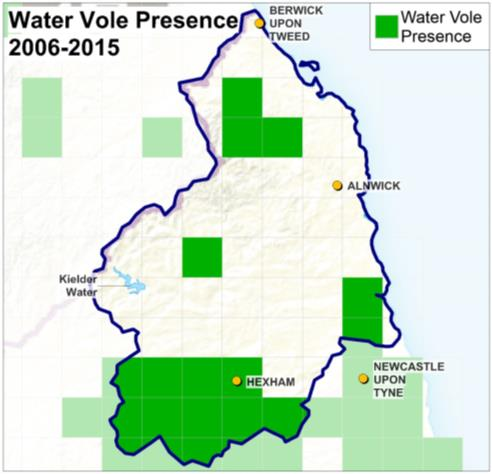 Water Vole Presence
2006-2015
BERWICK
UPON
TWEED
Water Vole
Presence
ALNWICK
Kielder
Water
HEXHAM
NEWCASTLE
UPON
TYNE